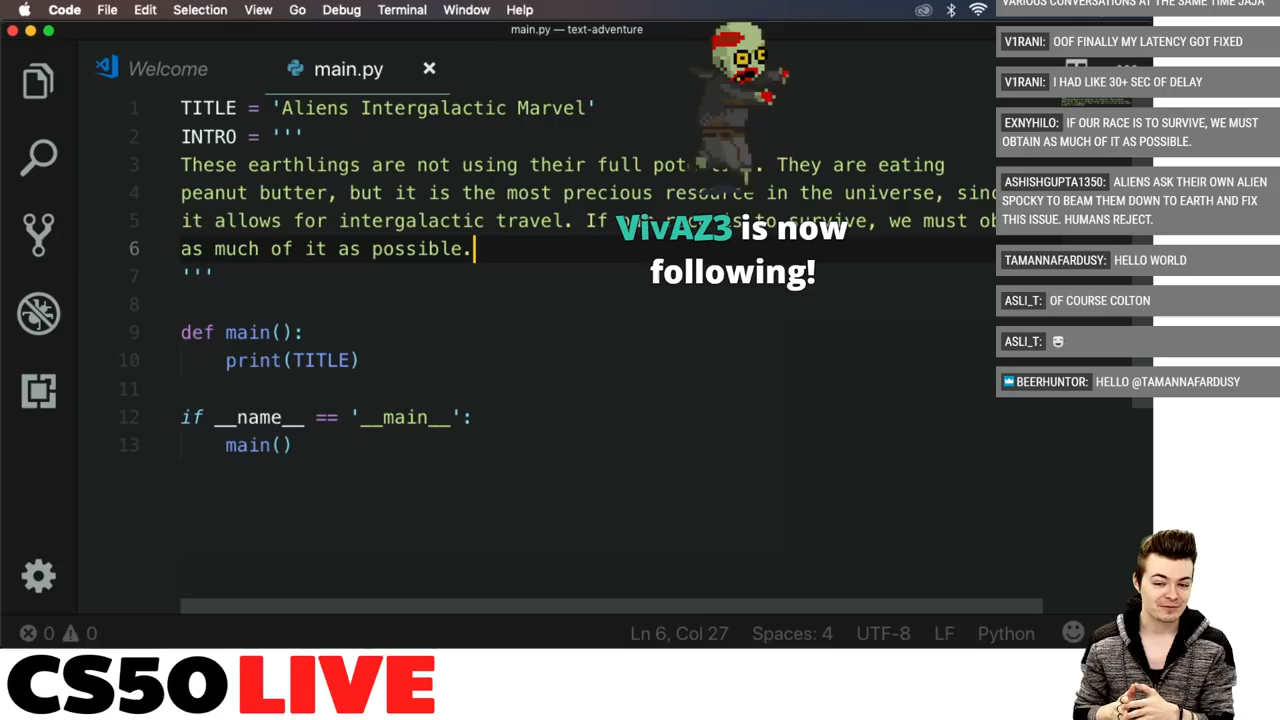 Code File Edit Selection View Go Debug Terminal Window Help
main.py — text-adventure
VARIOUS CONVERSATIONS AT THE SAME TIME JAJA
Welcome
main.py
1 TITLE = 'Aliens Intergalactic Marvel'
2 INTRO = '''
3 These earthlings are not using their full They are eating
4 peanut butter, but it is the most precious resource in the universe, sinc
5 it allows for intergalactic travel. If to survive, we must ob
6 as much of it as possible.
7 '''
8
9 def main():
10 print(TITLE)
11
12 if __name__ == '__main__':
13 main()
VivAZ3 is now
following!
V1RANI: OOF FINALLY MY LATENCY GOT FIXED
V1RANI: I HAD LIKE 30+ SEC OF DELAY
EXNYHILO: IF OUR RACE IS TO SURVIVE, WE MUST
OBTAIN AS MUCH OF IT AS POSSIBLE.
ASHISHGUPTA1350: ALIENS ASK THEIR OWN ALIEN
SPOCKY TO BEAM THEM DOWN TO EARTH AND FIX
THIS ISSUE. HUMANS REJECT.
TAMANNAFARDUSY: HELLO WORLD
ASLI_T: OF COURSE COLTON
ASLI_T:
BEERHUNTOR: HELLO @TAMANNAFARDUSY
0 0
Ln 6, Col 27 Spaces: 4 UTF-8 LF Python
CS50 LIVE